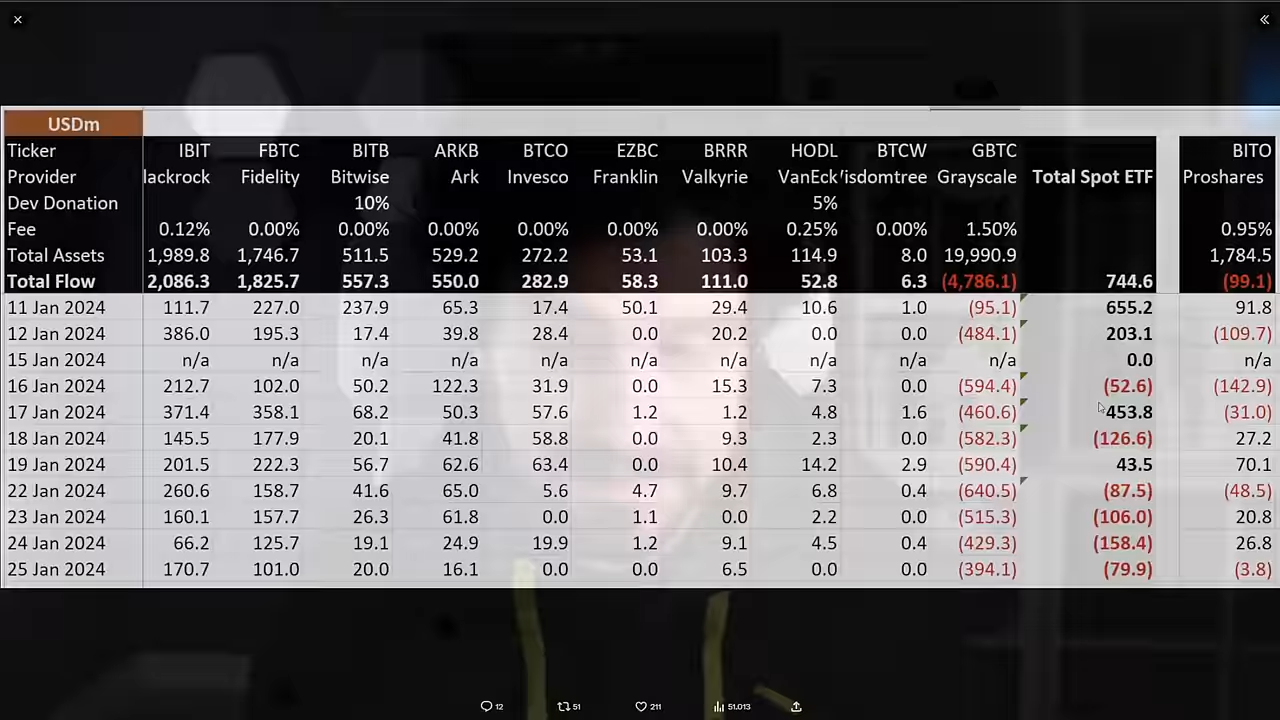 USDm
Ticker IBIT FBTC BITB ARKB BTCO EZBC BRRR HODL BTCW GBTC BITO
Provider lackrock Fidelity Bitwise Ark Invesco Franklin Valkyrie VanEck isdomtree Grayscale Total Spot ETF Proshares
Dev Donation 10% 5%
Fee 0.12% 0.00% 0.00% 0.00% 0.00% 0.00% 0.00% 0.25% 0.00% 1.50% 0.95%
Total Assets 1,989.8 1,746.7 511.5 529.2 272.2 53.1 103.3 114.9 8.0 19,990.9 1,784.5
Total Flow 2,086.3 1,825.7 557.3 550.0 282.9 58.3 111.0 52.8 6.3 (4,786.1) 744.6 (99.1)
11 Jan 2024 111.7 227.0 237.9 65.3 17.4 50.1 29.4 10.6 1.0 (95.1) 655.2 91.8
12 Jan 2024 386.0 195.3 17.4 39.8 28.4 0.0 20.2 0.0 0.0 (484.1) 203.1 (109.7)
15 Jan 2024 n/a n/a n/a n/a n/a n/a n/a n/a n/a n/a 0.0 n/a
16 Jan 2024 212.7 102.0 50.2 122.3 31.9 0.0 15.3 7.3 0.0 (594.4) (52.6) (142.9)
17 Jan 2024 371.4 358.1 68.2 50.3 57.6 1.2 1.2 4.8 1.6 (460.6) 453.8 (31.0)
18 Jan 2024 145.5 177.9 20.1 41.8 58.8 0.0 9.3 2.3 0.0 (582.3) (126.6) 27.2
19 Jan 2024 201.5 222.3 56.7 62.6 63.4 0.0 10.4 14.2 2.9 (590.4) 43.5 70.1
22 Jan 2024 260.6 158.7 41.6 65.0 5.6 4.7 9.7 6.8 0.4 (640.5) (87.5) (48.5)
23 Jan 2024 160.1 157.7 26.3 61.8 0.0 1.1 0.0 2.2 0.0 (515.3) (106.0) 20.8
24 Jan 2024 66.2 125.7 19.1 24.9 19.9 1.2 9.1 4.5 0.4 (429.3) (158.4) 26.8
25 Jan 2024 170.7 101.0 20.0 16.1 0.0 0.0 6.5 0.0 0.0 (394.1) (79.9) (3.8)
12 51 211 51.013